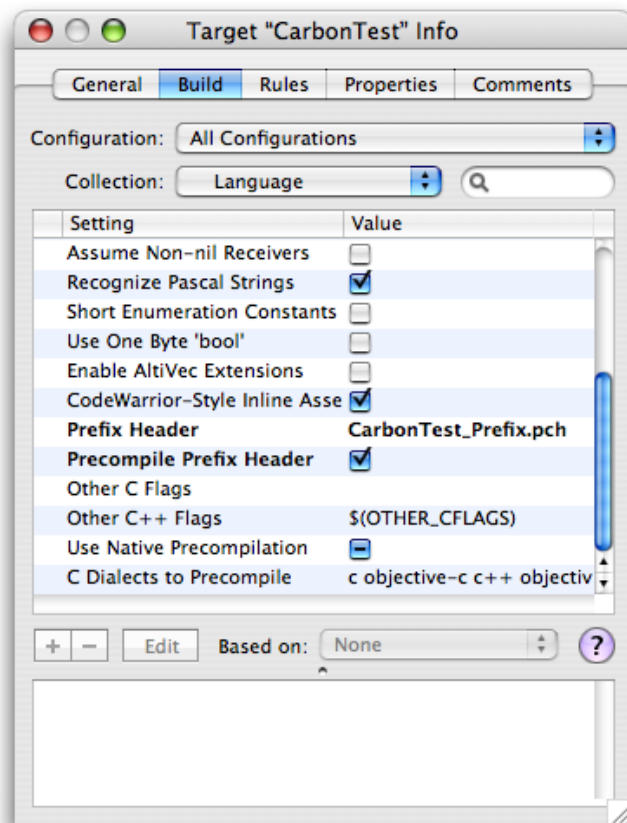 Target “CarbonTest” Info
General Build Rules Properties Comments
Configuration: All Configurations
Collection: Language
Setting Value
Assume Non-nil Receivers
Recognize Pascal Strings
Short Enumeration Constants
Use One Byte 'bool'
Enable AltiVec Extensions
CodeWarrior-Style Inline Asse
Prefix Header CarbonTest_Prefix.pch
Precompile Prefix Header
Other C Flags
Other C++ Flags $(OTHER_CFLAGS)
Use Native Precompilation
C Dialects to Precompile c objective-c c++ objectiv
+ − Edit Based on: None ?